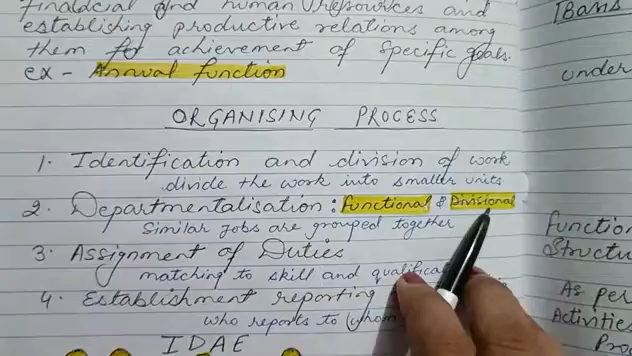 financial and human resources and
establishing productive relations among
them for achievement of specific goals.
ex - Annual function
ORGANISING PROCESS
1. Identification and division of work
divide the work into smaller units
2. Departmentalisation : functional & Divisional
Similar jobs are grouped together
3. Assignment of Duties
matching to skill and qualifica
4. Establishment reporting
who reports to whom
IDAE
under
function
Structu
As per
Activitie
Pro